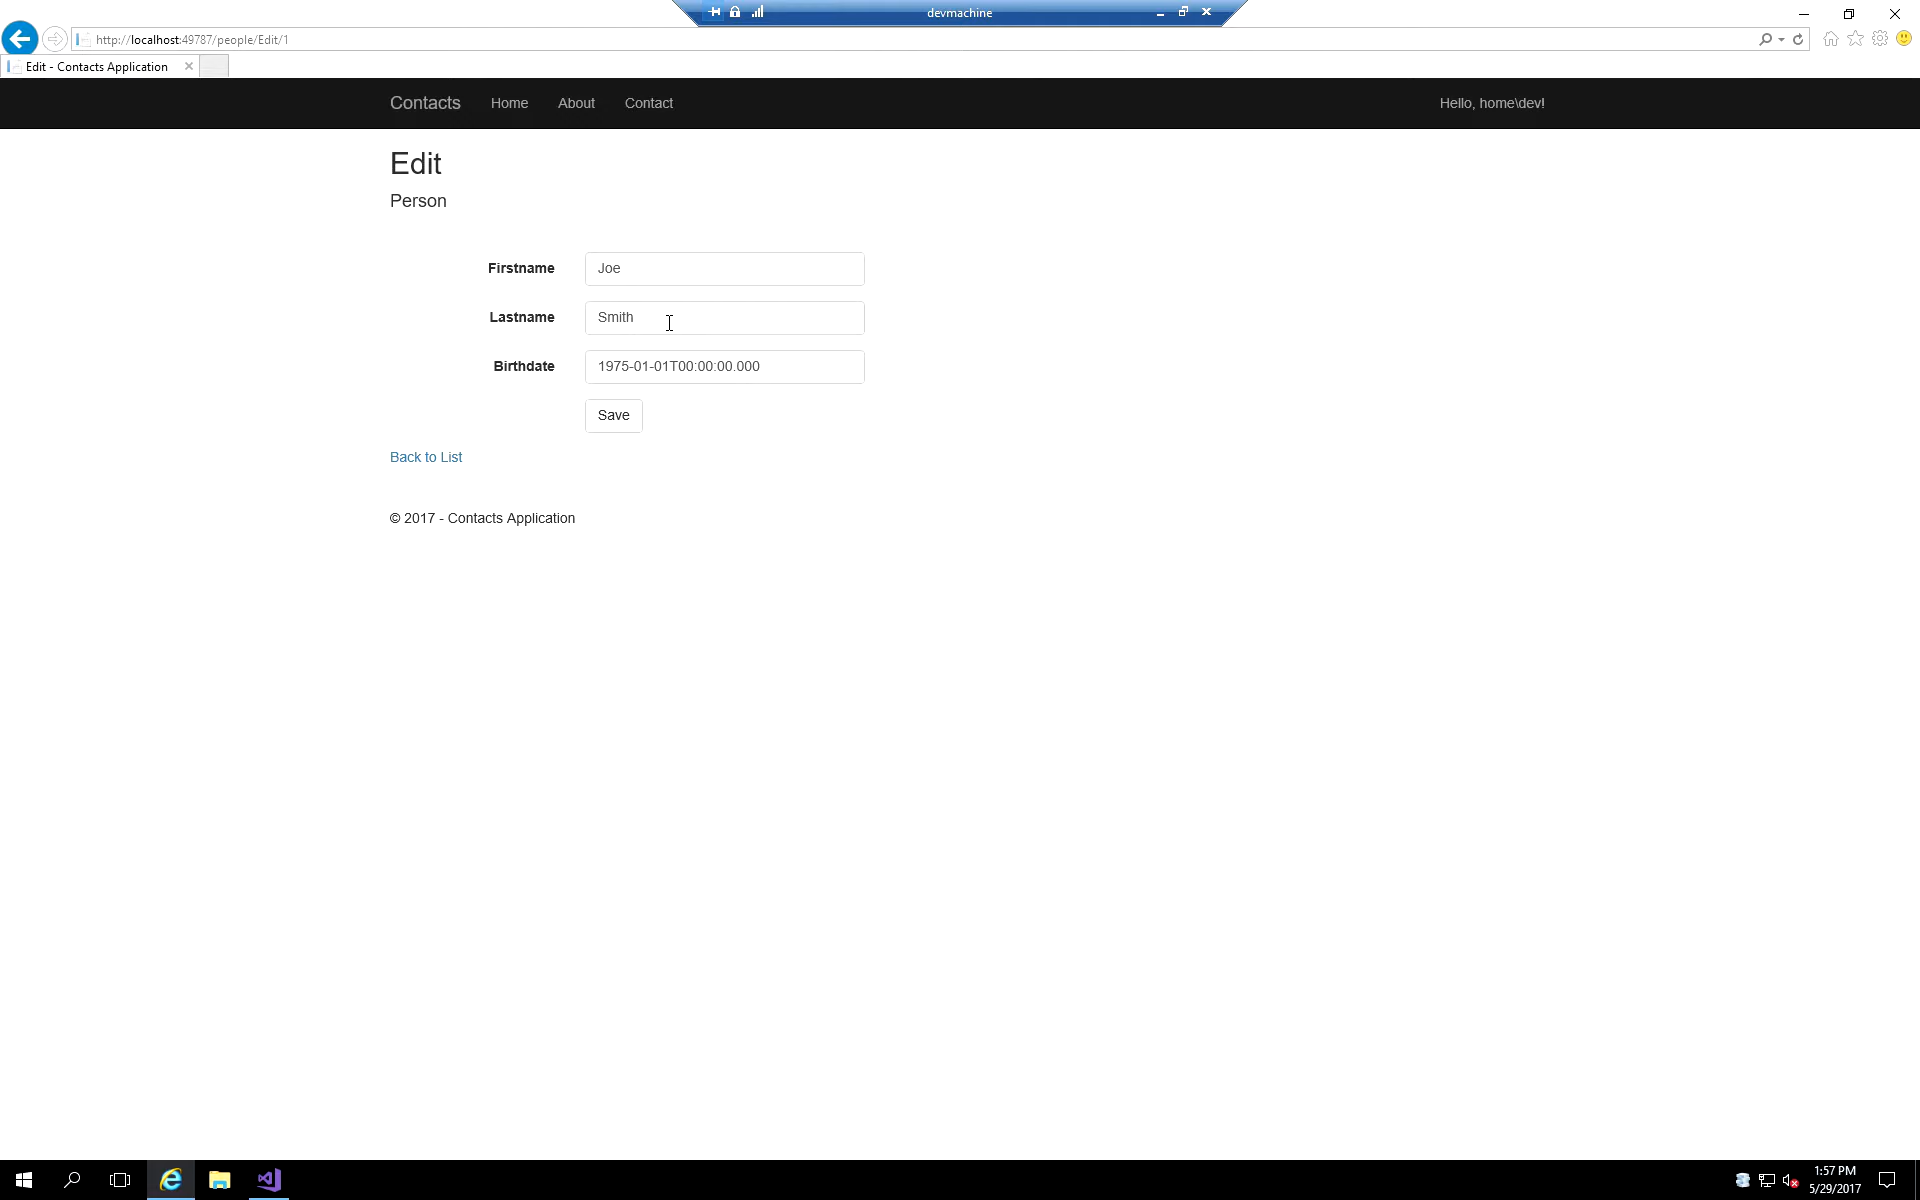 devmachine
http://localhost:49787/people/Edit/1
Edit - Contacts Application
Contacts Home About Contact Hello, home\dev!
Edit
Person
Firstname Joe
Lastname Smith
Birthdate 1975-01-01T00:00:00.000
Save
Back to List
© 2017 - Contacts Application
1:57 PM
5/29/2017